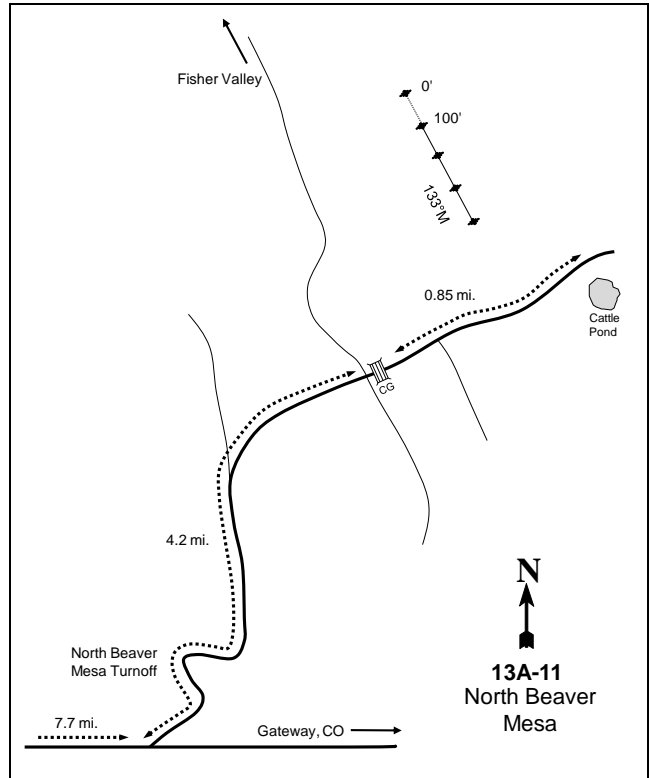 Fisher Valley
0'
100'
133°M
0.85 mi.
Cattle
Pond
CG
4.2 mi.
N
North Beaver
Mesa Turnoff
13A-11
North Beaver
Mesa
7.7 mi.
Gateway, CO